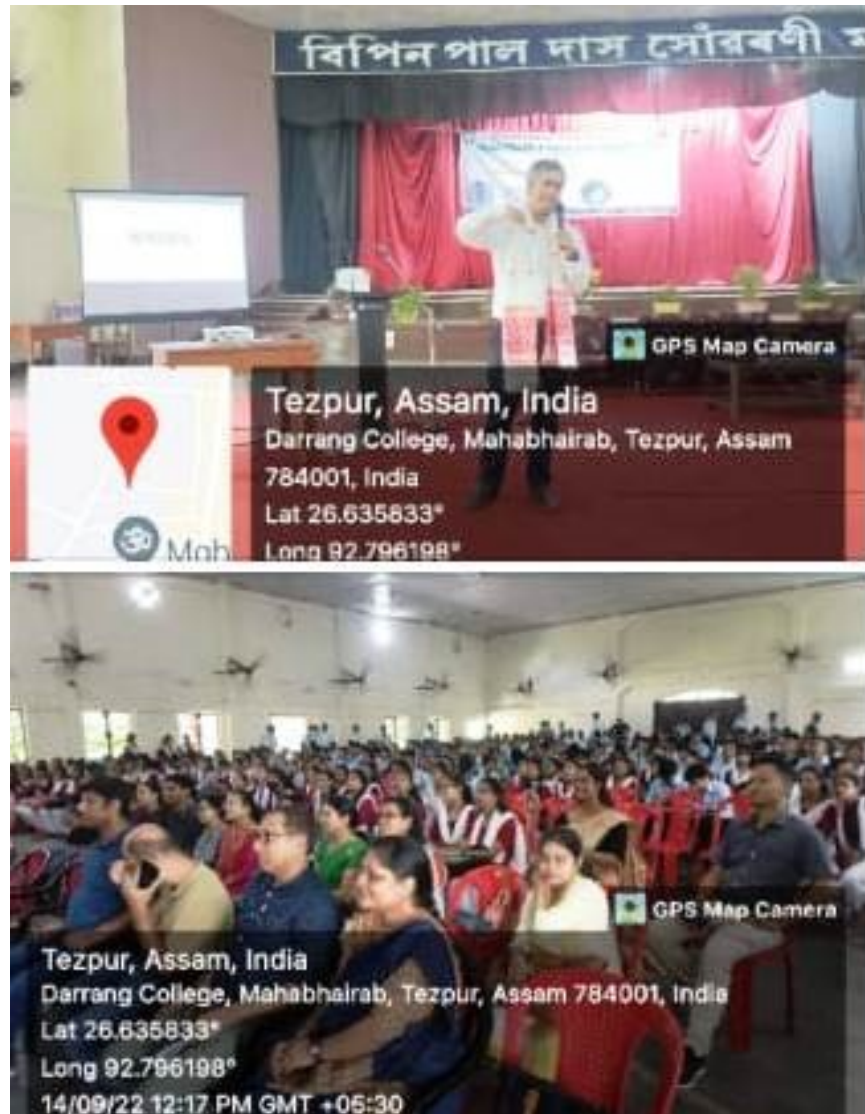 বিপিন পাল দাস সোঁৱৰণী
GPS Map Camera
Tezpur, Assam, India
Darrang College, Mahabhairab, Tezpur, Assam
784001, India
Lat 26.635833°
Long 92.796198°
Mah
GPS Map Camera
Tezpur, Assam, India
Darrang College, Mahabhairab, Tezpur, Assam 784001, India
Lat 26.635833°
Long 92.796198°
14/09/22 12:17 PM GMT +05:30